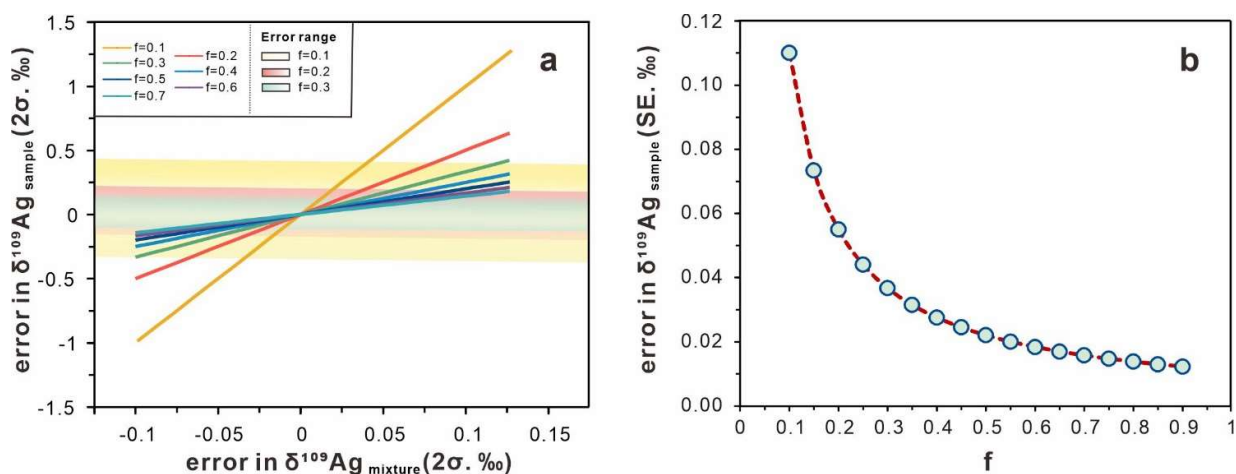 a
error in δ¹⁰⁹Ag sample (2σ. ‰)
1.5
1
0.5
0
-0.5
-1
-1.5
f=0.1
f=0.2
f=0.3
f=0.4
f=0.5
f=0.6
f=0.7
Error range
f=0.1
f=0.2
f=0.3
-0.1 -0.05 0 0.05 0.1 0.15
error in δ¹⁰⁹Ag mixture (2σ. ‰)
b
error in δ¹⁰⁹Ag sample (SE. ‰)
0.12
0.10
0.08
0.06
0.04
0.02
0.00
0 0.1 0.2 0.3 0.4 0.5 0.6 0.7 0.8 0.9 1
f